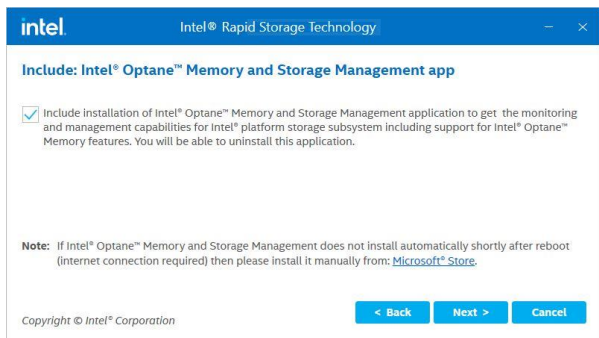 intel.
Intel® Rapid Storage Technology
Include: Intel® Optane™ Memory and Storage Management app
Include installation of Intel® Optane™ Memory and Storage Management application to get the monitoring
and management capabilities for Intel® platform storage subsystem including support for Intel® Optane™
Memory features. You will be able to uninstall this application.
Note: If Intel® Optane™ Memory and Storage Management does not install automatically shortly after reboot
(internet connection required) then please install it manually from: Microsoft® Store.
< Back Next > Cancel
Copyright © Intel® Corporation